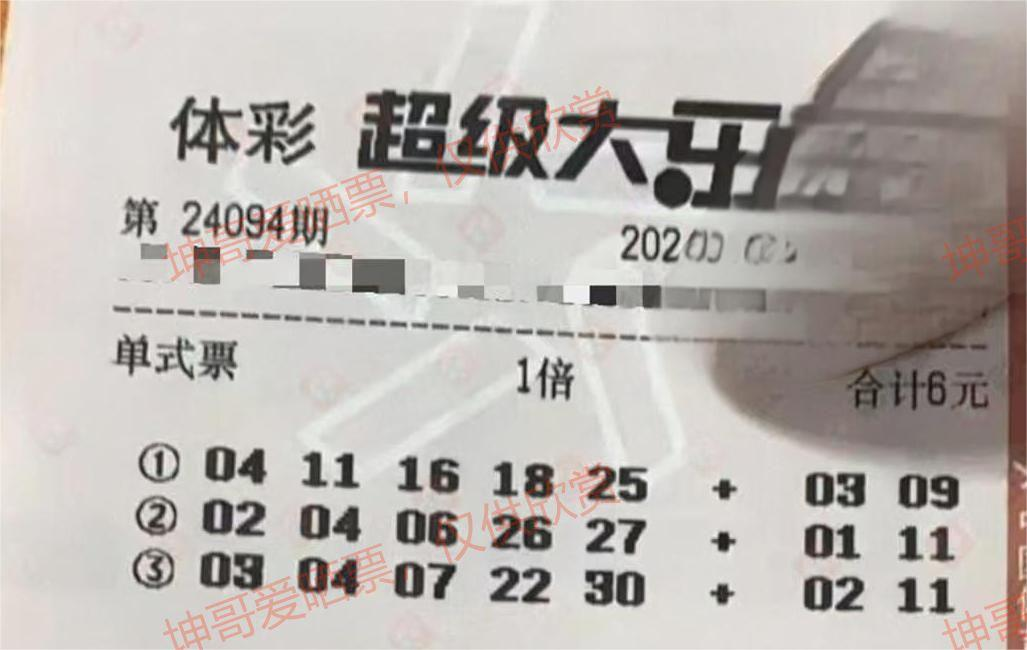 体彩 超级大乐
第 24094期 202
单式票 1倍 合计6元
① 04 11 16 18 25 + 03 09
② 02 04 06 26 27 + 01 11
③ 03 04 07 22 30 + 02 11
坤哥爱晒票，仅供欣赏
坤哥爱晒票，仅供欣赏
坤哥
坤哥